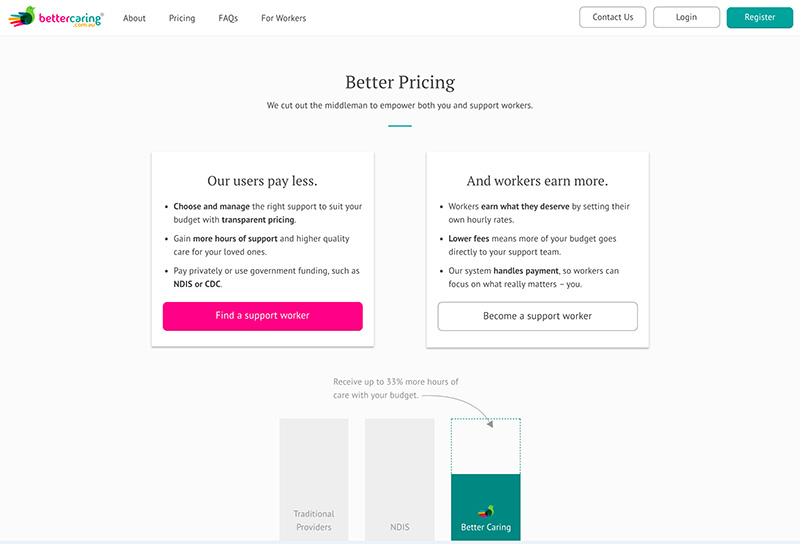 bettercaring®
.com.au
About
Pricing
FAQs
For Workers
Contact Us
Login
Register
Better Pricing
We cut out the middleman to empower both you and support workers.
Our users pay less.
• Choose and manage the right support to suit your
budget with transparent pricing.
• Gain more hours of support and higher quality
care for your loved ones.
• Pay privately or use government funding, such as
NDIS or CDC.
Find a support worker
And workers earn more.
• Workers earn what they deserve by setting their
own hourly rates.
• Lower fees means more of your budget goes
directly to your support team.
• Our system handles payment, so workers can
focus on what really matters – you.
Become a support worker
Receive up to 33% more hours of
care with your budget.
Traditional
Providers
NDIS
Better Caring